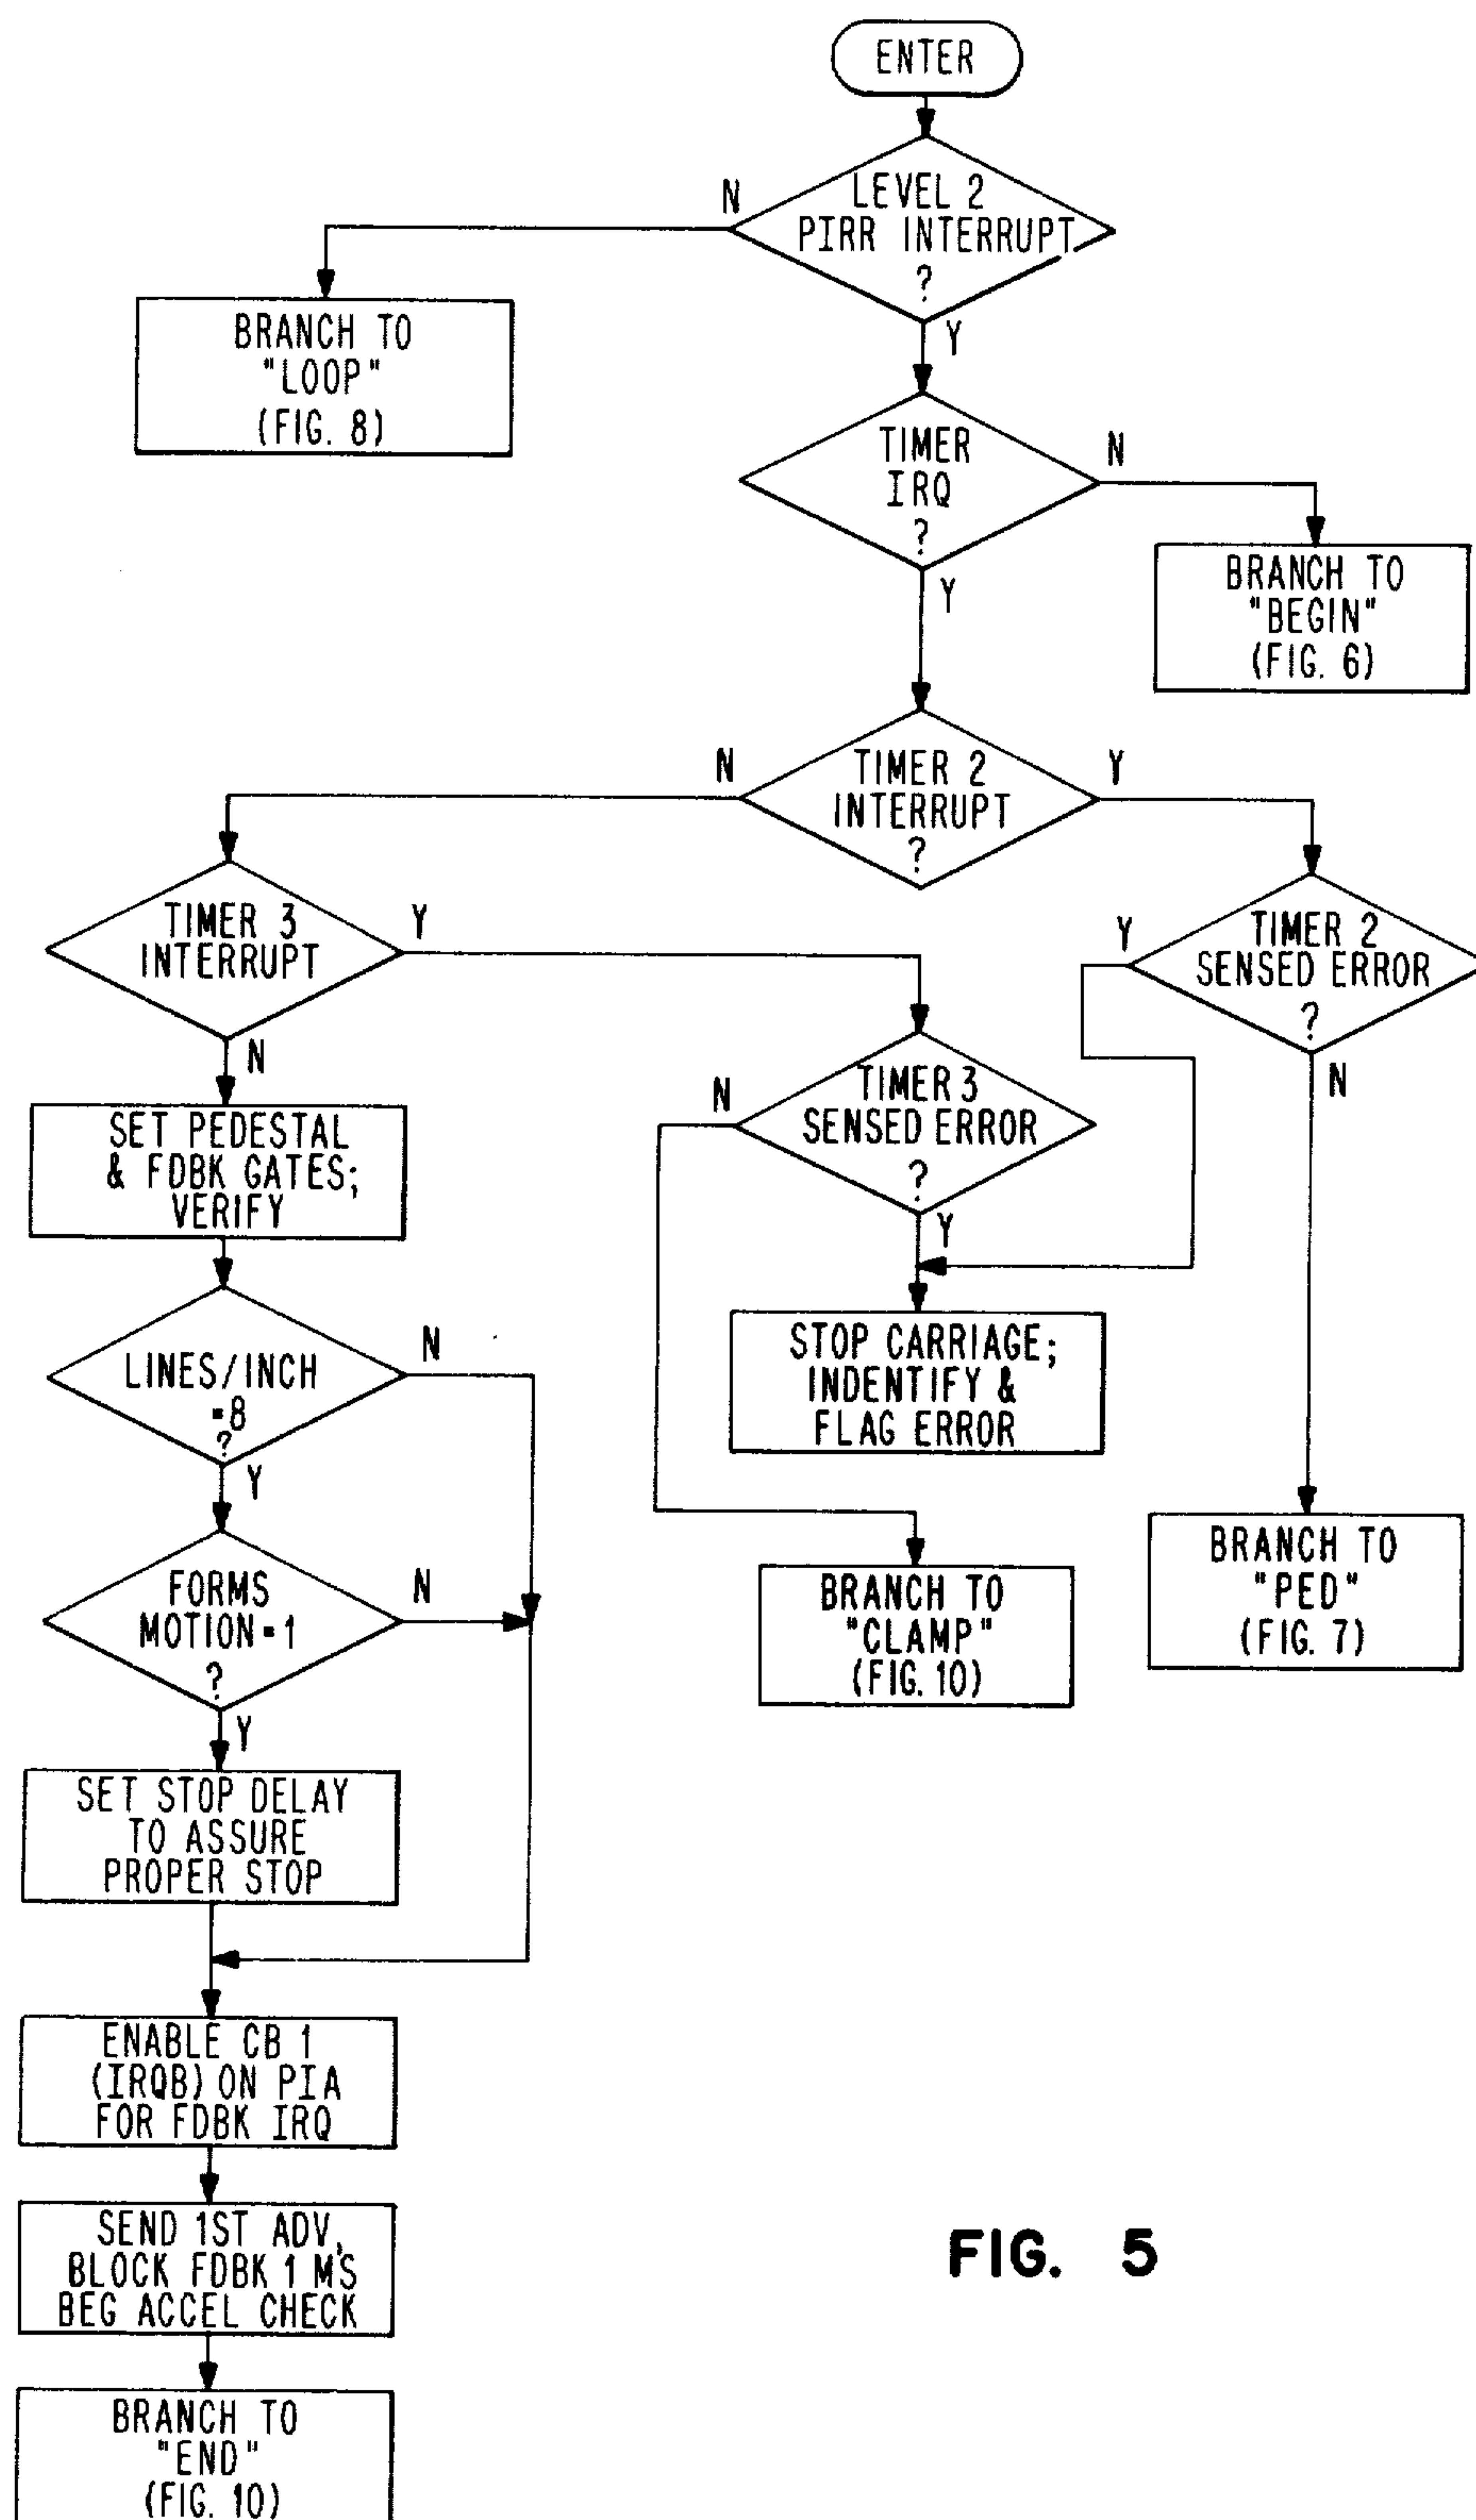 ENTER
LEVEL 2
PIRR INTERRUPT
?
N
Y
BRANCH TO
"LOOP"
(FIG. 8)
TIMER
IRQ
?
N
Y
BRANCH TO
"BEGIN"
(FIG. 6)
TIMER 2
INTERRUPT
?
N
Y
TIMER 3
INTERRUPT
Y
N
TIMER 2
SENSED ERROR
?
Y
N
TIMER 3
SENSED ERROR
?
N
Y
SET PEDESTAL
& FDBK GATES;
VERIFY
LINES/INCH
=8
?
N
Y
STOP CARRIAGE;
INDENTIFY &
FLAG ERROR
FORMS
MOTION=1
?
N
Y
BRANCH TO
"CLAMP"
(FIG. 10)
BRANCH TO
"PED"
(FIG. 7)
SET STOP DELAY
TO ASSURE
PROPER STOP
ENABLE CB 1
(IRQB) ON PIA
FOR FDBK IRQ
SEND 1ST ADV,
BLOCK FDBK 1 M'S
BEG ACCEL CHECK
BRANCH TO
"END"
(FIG. 10)
FIG. 5